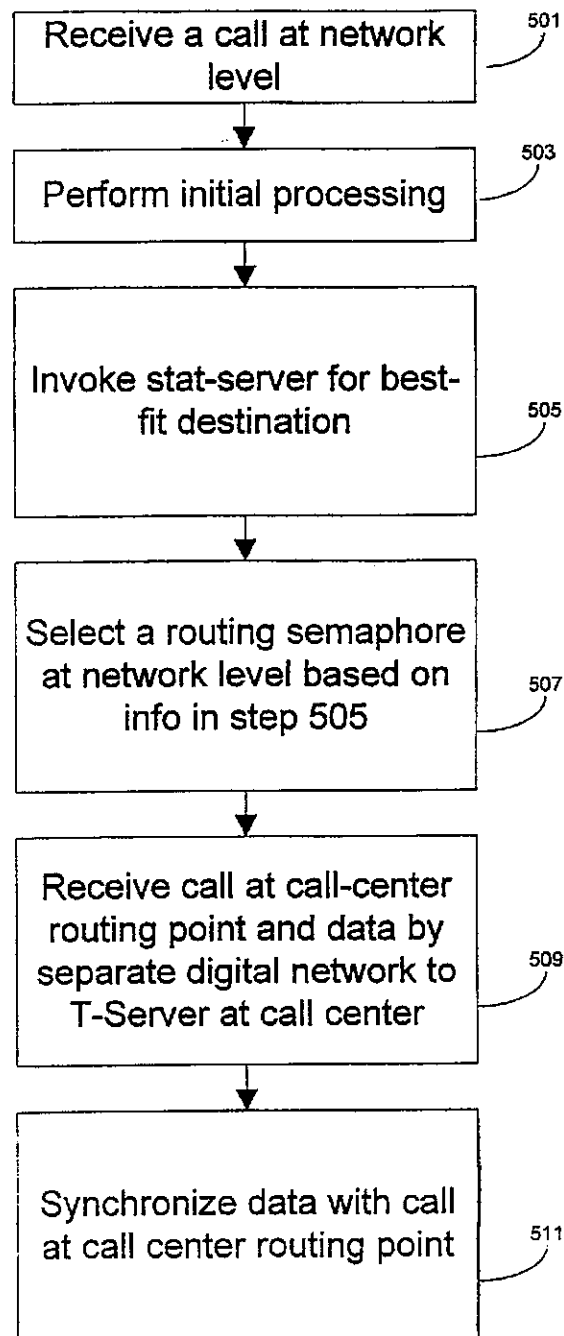 Receive a call at network
level
501
Perform initial processing
503
Invoke stat-server for best-
fit destination
505
Select a routing semaphore
at network level based on
info in step 505
507
Receive call at call-center
routing point and data by
separate digital network to
T-Server at call center
509
Synchronize data with call
at call center routing point
511